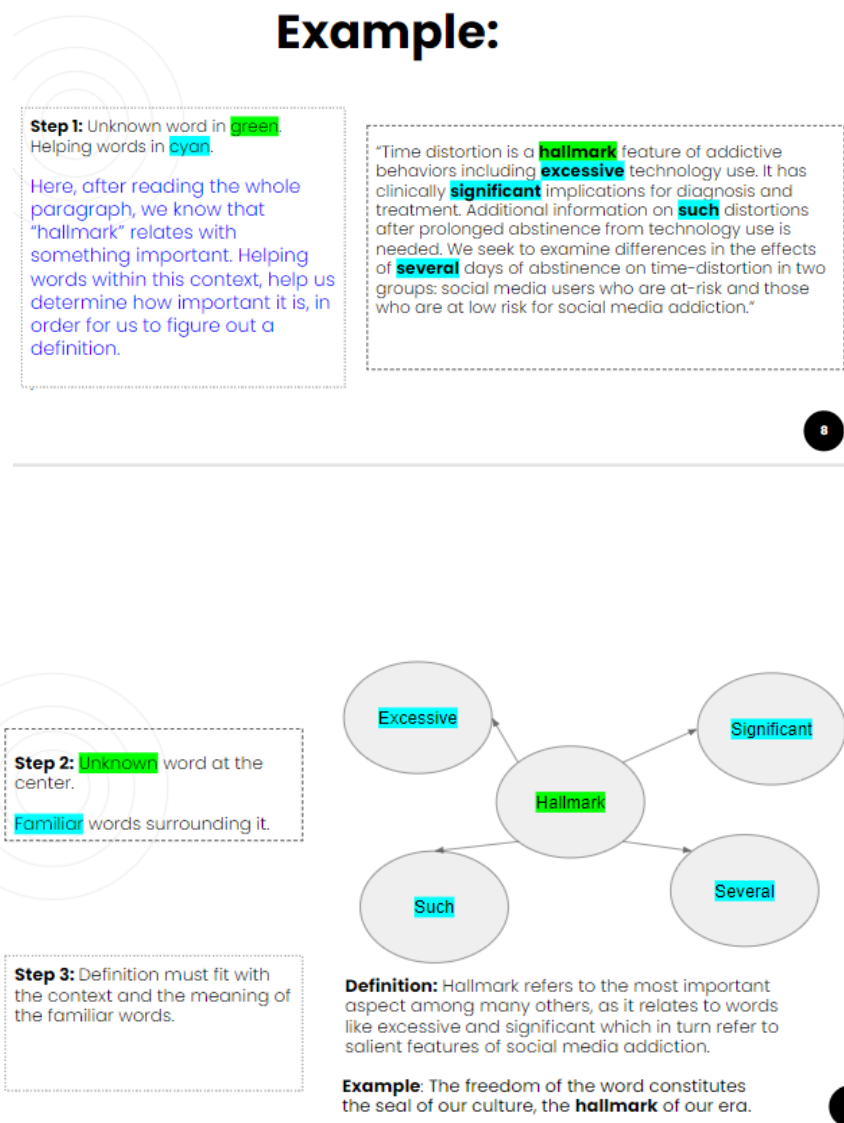 Example:
Step 1: Unknown word in green.
Helping words in cyan.
Here, after reading the whole
paragraph, we know that
“hallmark” relates with
something important. Helping
words within this context, help us
determine how important it is, in
order for us to figure out a
definition.
“Time distortion is a hallmark feature of addictive
behaviors including excessive technology use. It has
clinically significant implications for diagnosis and
treatment. Additional information on such distortions
after prolonged abstinence from technology use is
needed. We seek to examine differences in the effects
of several days of abstinence on time-distortion in two
groups: social media users who are at-risk and those
who are at low risk for social media addiction.”
8
Step 2: Unknown word at the
center.
Familiar words surrounding it.
Excessive
Significant
Hallmark
Such
Several
Step 3: Definition must fit with
the context and the meaning of
the familiar words.
Definition: Hallmark refers to the most important
aspect among many others, as it relates to words
like excessive and significant which in turn refer to
salient features of social media addiction.
Example: The freedom of the word constitutes
the seal of our culture, the hallmark of our era.